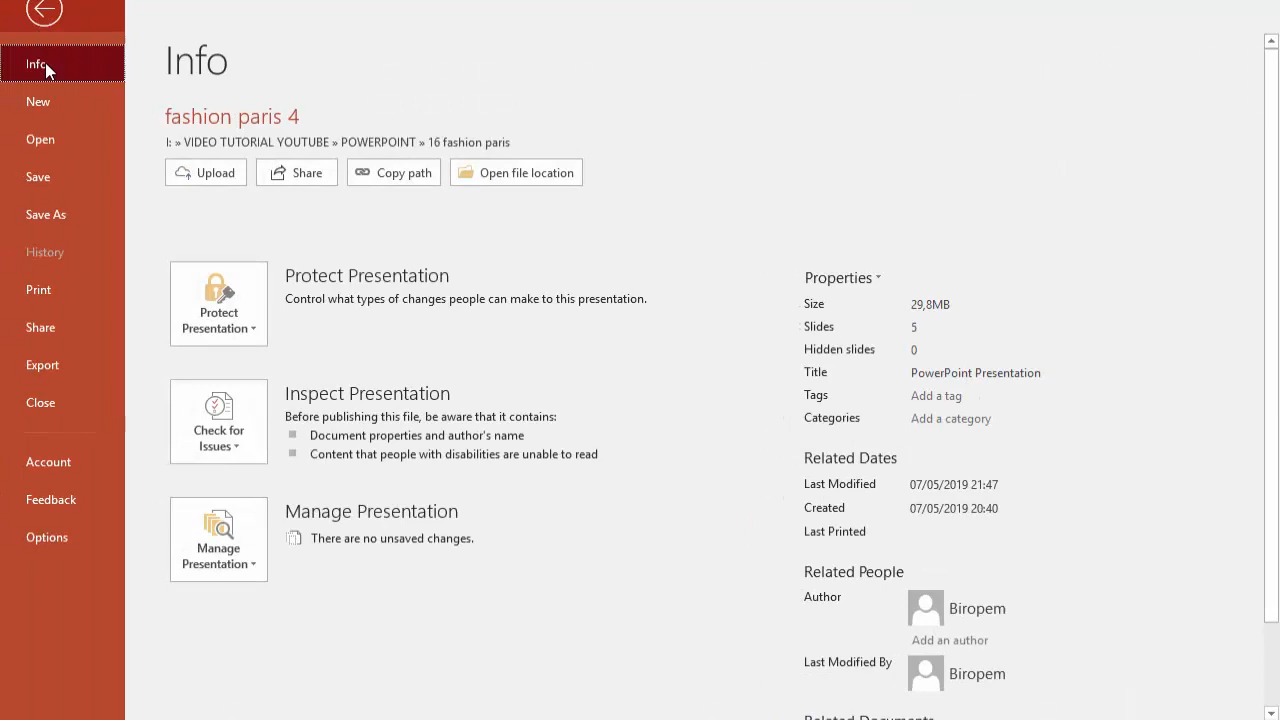 Info
New
Open
Save
Save As
History
Print
Share
Export
Close
Account
Feedback
Options
Info
fashion paris 4
I: » VIDEO TUTORIAL YOUTUBE » POWERPOINT » 16 fashion paris
Upload
Share
Copy path
Open file location
Protect Presentation
Protect Presentation
Control what types of changes people can make to this presentation.
Check for Issues
Inspect Presentation
Before publishing this file, be aware that it contains:
Document properties and author's name
Content that people with disabilities are unable to read
Manage Presentation
Manage Presentation
There are no unsaved changes.
Properties
Size 29,8MB
Slides 5
Hidden slides 0
Title PowerPoint Presentation
Tags Add a tag
Categories Add a category
Related Dates
Last Modified 07/05/2019 21:47
Created 07/05/2019 20:40
Last Printed
Related People
Author Biropem
Add an author
Last Modified By Biropem
Related Documents